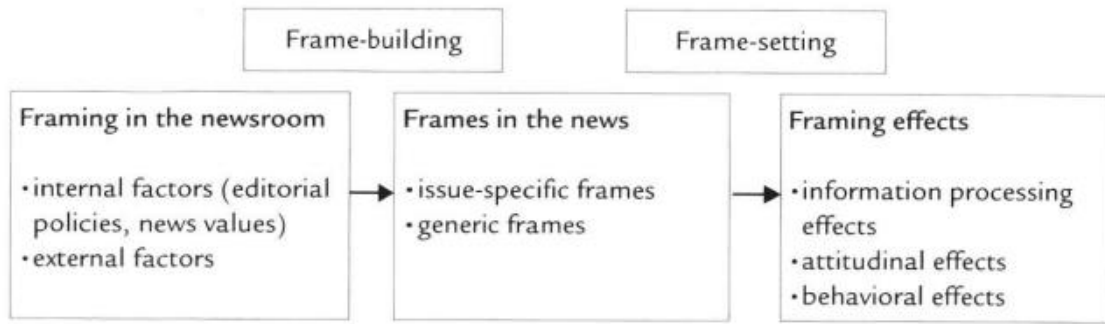 Frame-building
Frame-setting
Framing in the newsroom
•internal factors (editorial
policies, news values)
•external factors
Frames in the news
•issue-specific frames
•generic frames
Framing effects
•information processing
effects
•attitudinal effects
•behavioral effects